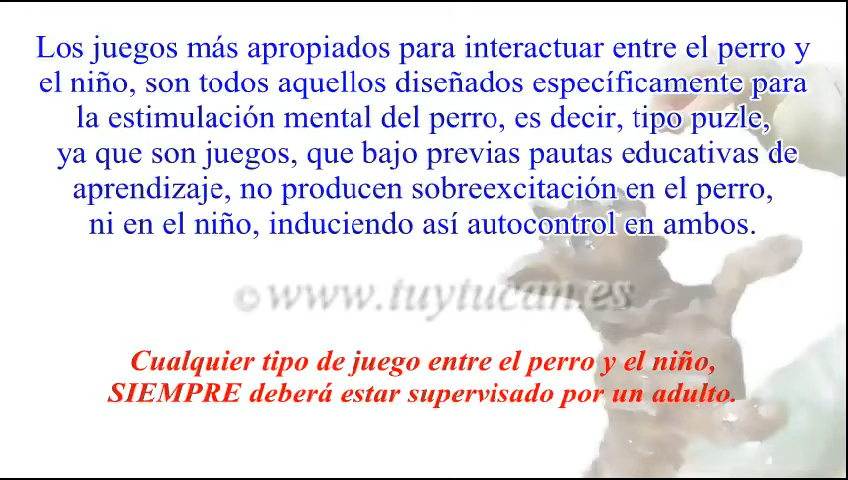 Los juegos más apropiados para interactuar entre el perro y
el niño, son todos aquellos diseñados específicamente para
la estimulación mental del perro, es decir, tipo puzle,
ya que son juegos, que bajo previas pautas educativas de
aprendizaje, no producen sobreexcitación en el perro,
ni en el niño, induciendo así autocontrol en ambos.
©www.tuytucan.es
Cualquier tipo de juego entre el perro y el niño,
SIEMPRE deberá estar supervisado por un adulto.